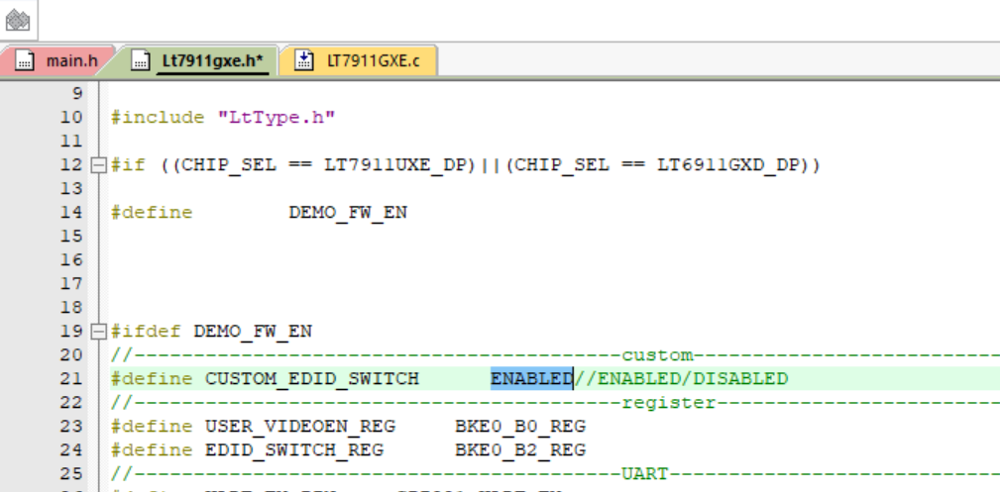 main.h Lt7911gxe.h* LT7911GXE.c
9
10 #include "LtType.h"
11
12 #if ((CHIP_SEL == LT7911UXE_DP)||(CHIP_SEL == LT6911GXD_DP))
13
14 #define DEMO_FW_EN
15
16
17
18
19 #ifdef DEMO_FW_EN
20 //-----------------------------------------custom--------------------------
21 #define CUSTOM_EDID_SWITCH ENABLED//ENABLED/DISABLED
22 //-----------------------------------------register------------------------
23 #define USER_VIDEOEN_REG BKE0_B0_REG
24 #define EDID_SWITCH_REG BKE0_B2_REG
25 //-----------------------------------------UART----------------------------